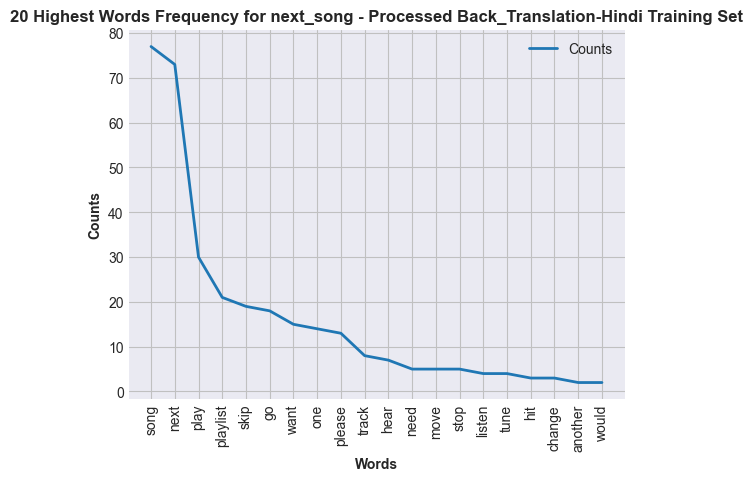 20 Highest Words Frequency for next_song - Processed Back_Translation-Hindi Training Set
Counts
80
70
60
50
40
30
20
10
0
Counts
song
next
play
playlist
skip
go
want
one
please
track
hear
need
move
stop
listen
tune
hit
change
another
would
Words